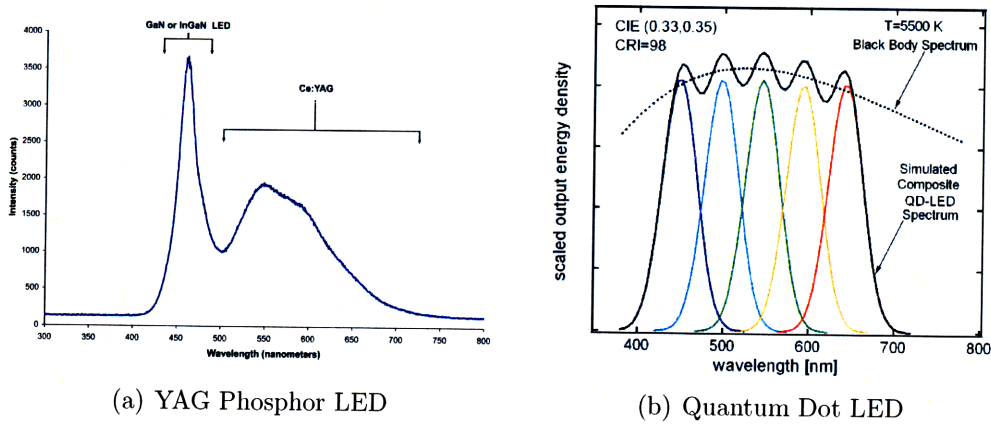 GaN or InGaN LED
4000
3500
3000
2500
2000
1500
1000
500
0
Intensity (counts)
Ce:YAG
300
350
400
450
500
550
600
650
700
750
800
Wavelength (nanometers)
(a) YAG Phosphor LED
CIE (0.33,0.35)
CRI=98
T=5500 K
Black Body Spectrum
scaled output energy density
Simulated
Composite
QD-LED
Spectrum
400
500
600
700
800
wavelength [nm]
(b) Quantum Dot LED